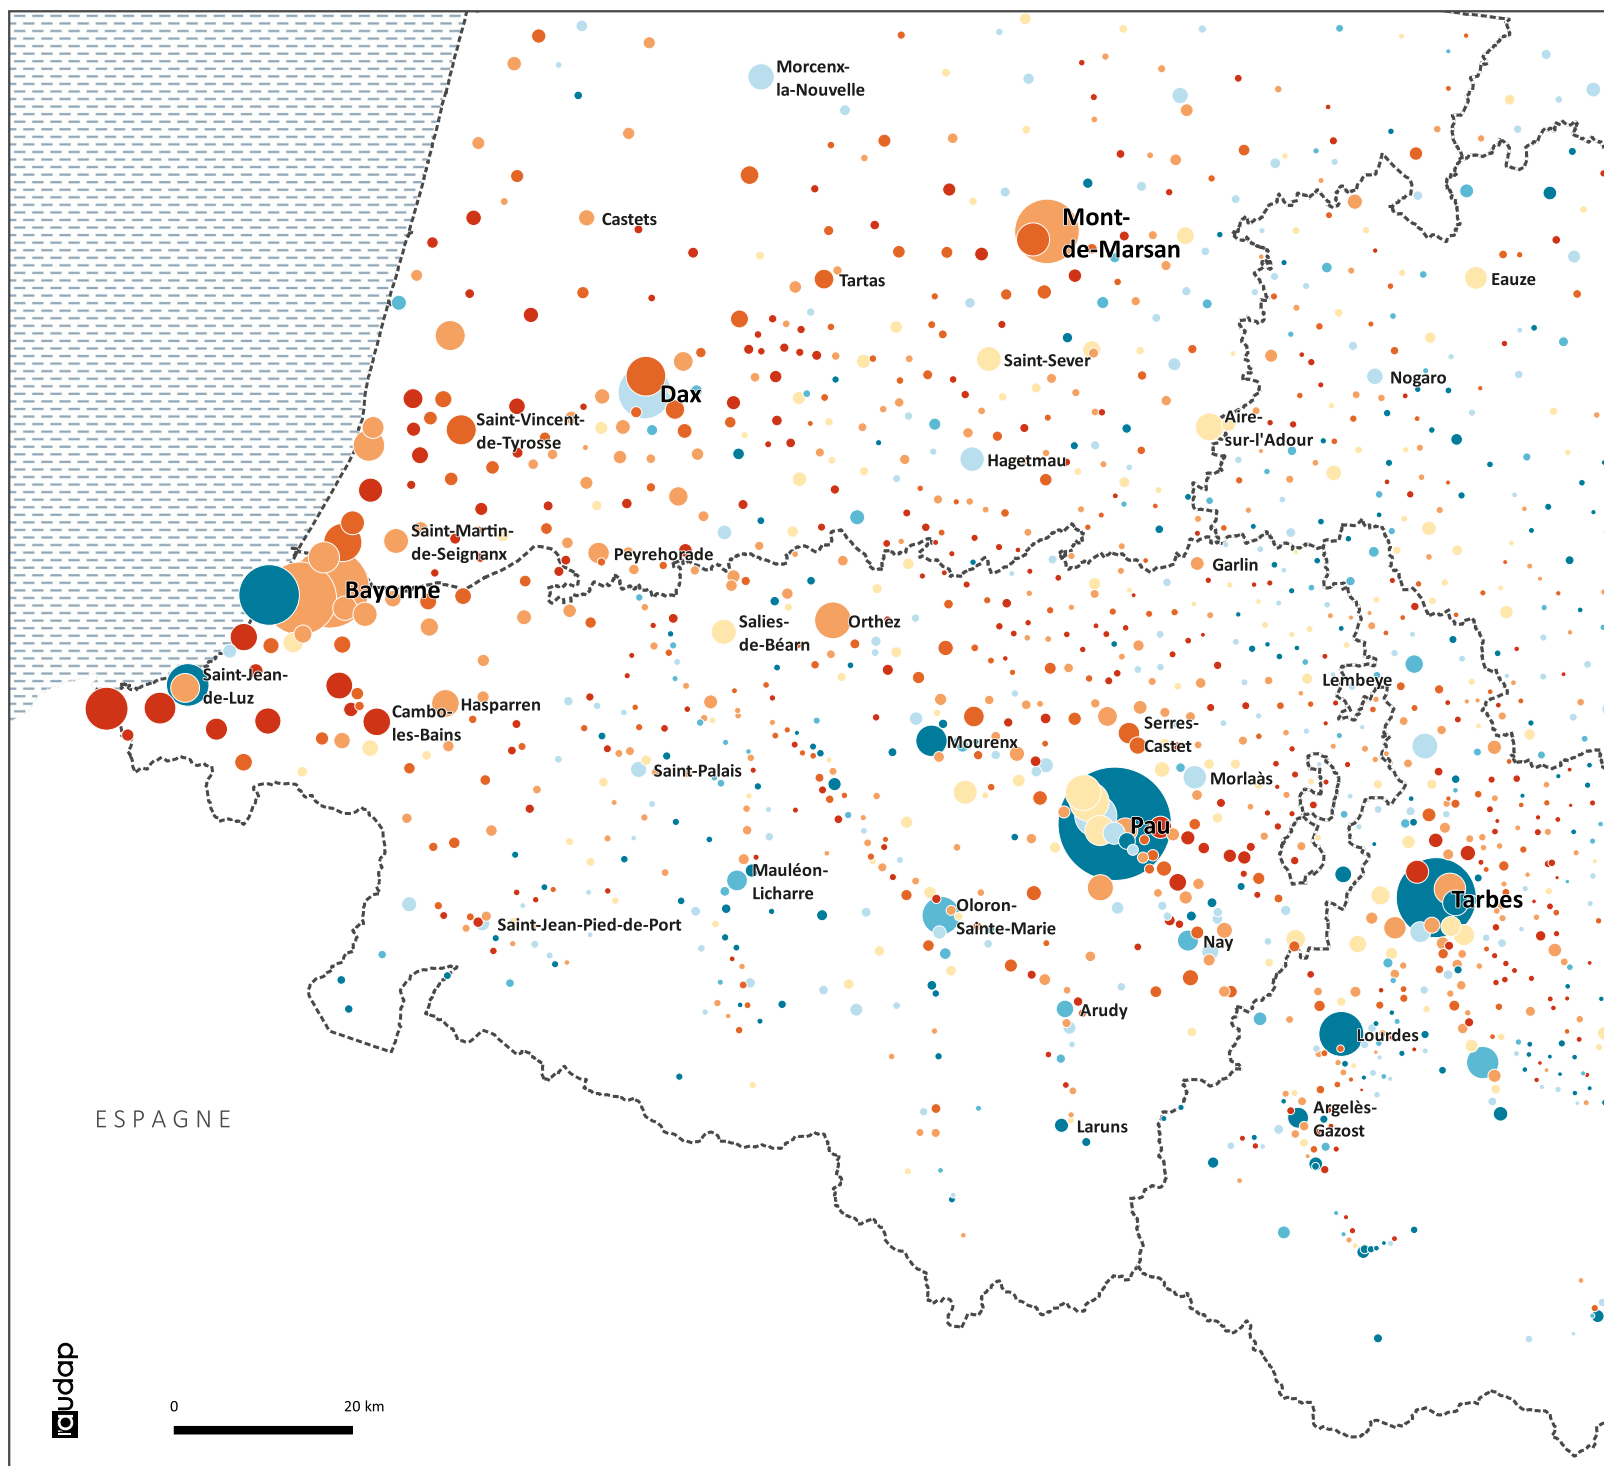 Morcenx-
la-Nouvelle
Castets
Mont-
de-Marsan
Tartas
Eauze
Saint-Sever
Nogaro
Dax
Saint-Vincent-
de-Tyrosse
Aire-
sur-l'Adour
Hagetmau
Saint-Martin-
de-Seignanx
Peyrehorade
Garlin
Bayonne
Salies-
de-Béarn
Orthez
Saint-Jean-
de-Luz
Lembeye
Hasparren
Cambo-
les-Bains
Serres-
Castet
Mourenx
Saint-Palais
Morlaàs
Pau
Mauléon-
Licharre
Tarbes
Oloron-
Sainte-Marie
Saint-Jean-Pied-de-Port
Nay
Arudy
Lourdes
ESPAGNE
Argelès-
Gazost
Laruns
l'audap
0 20 km